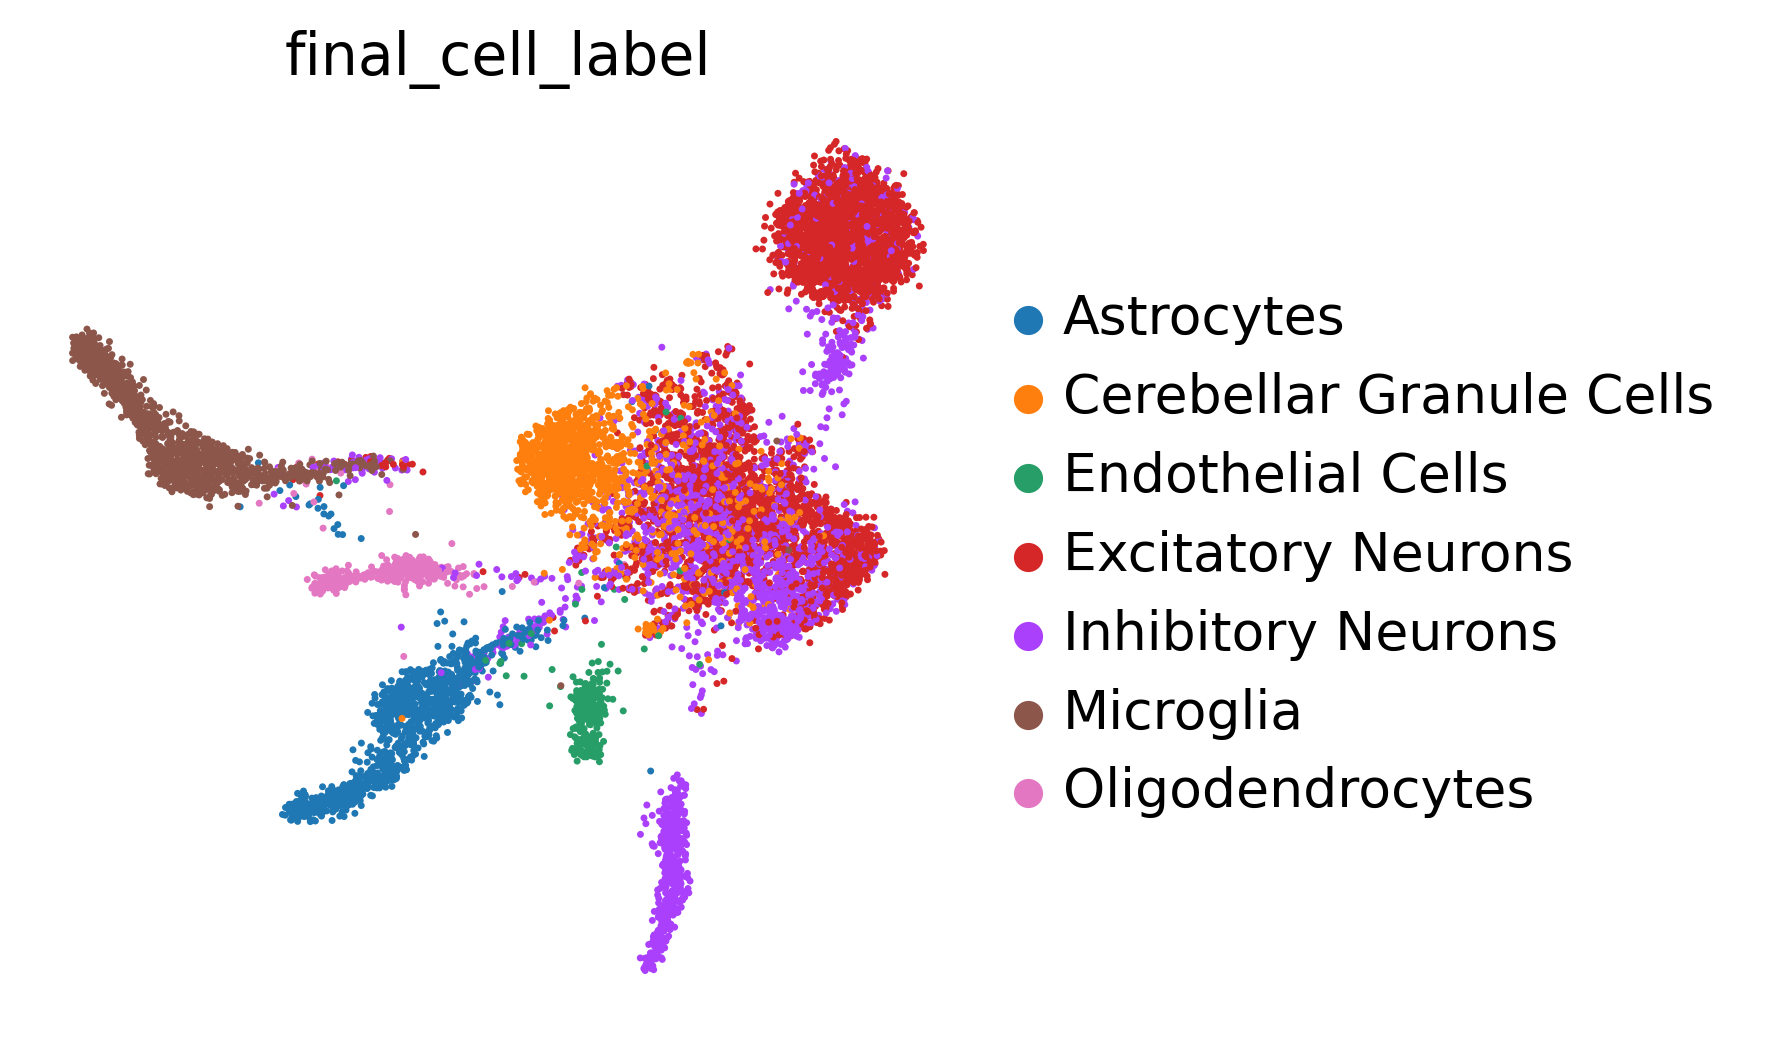 final_cell_label
Astrocytes
Cerebellar Granule Cells
Endothelial Cells
Excitatory Neurons
Inhibitory Neurons
Microglia
Oligodendrocytes